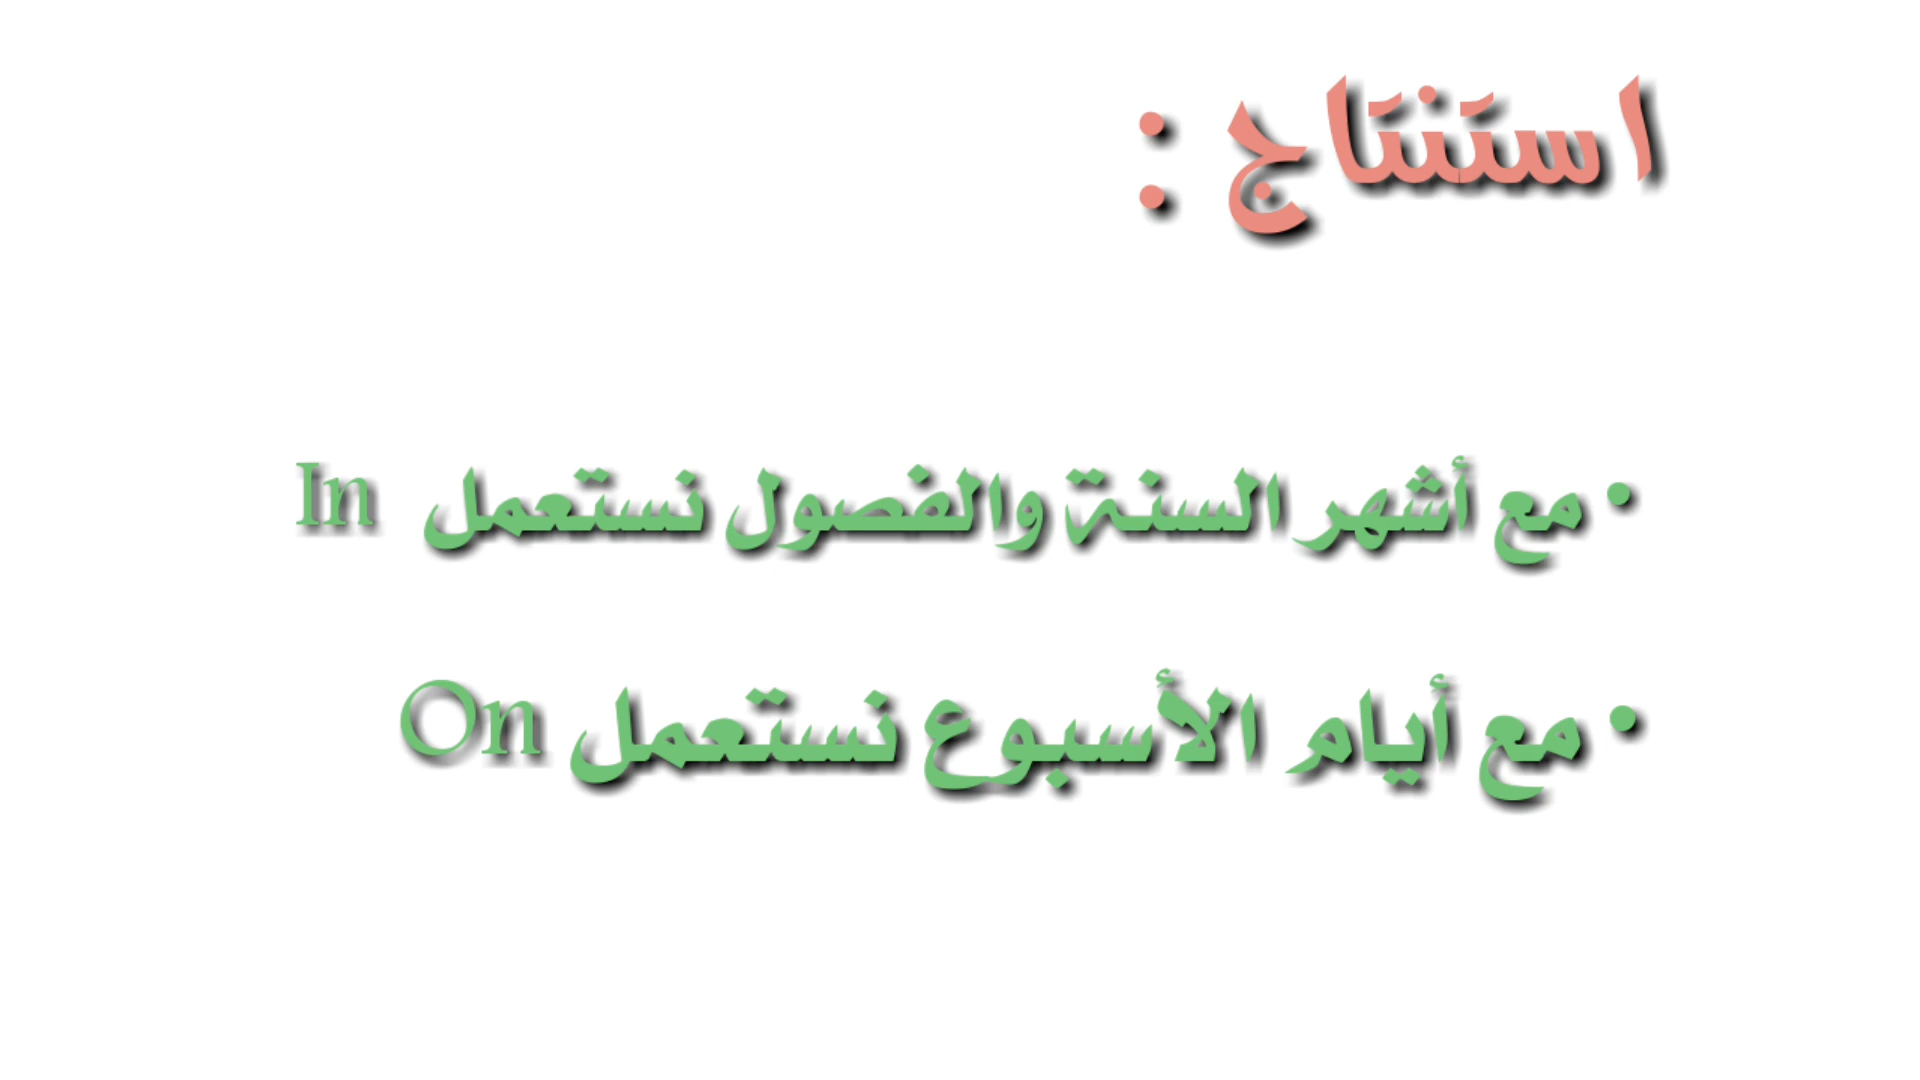 استنتاج :
• مع أشهر السنة والفصول نستعمل In
• مع أيام الأسبوع نستعمل On